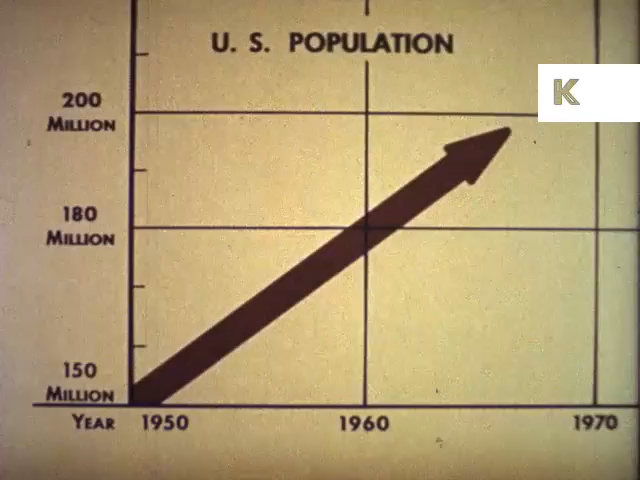 U. S. POPULATION
K
200
MILLION
180
MILLION
150
MILLION
YEAR 1950 1960 1970